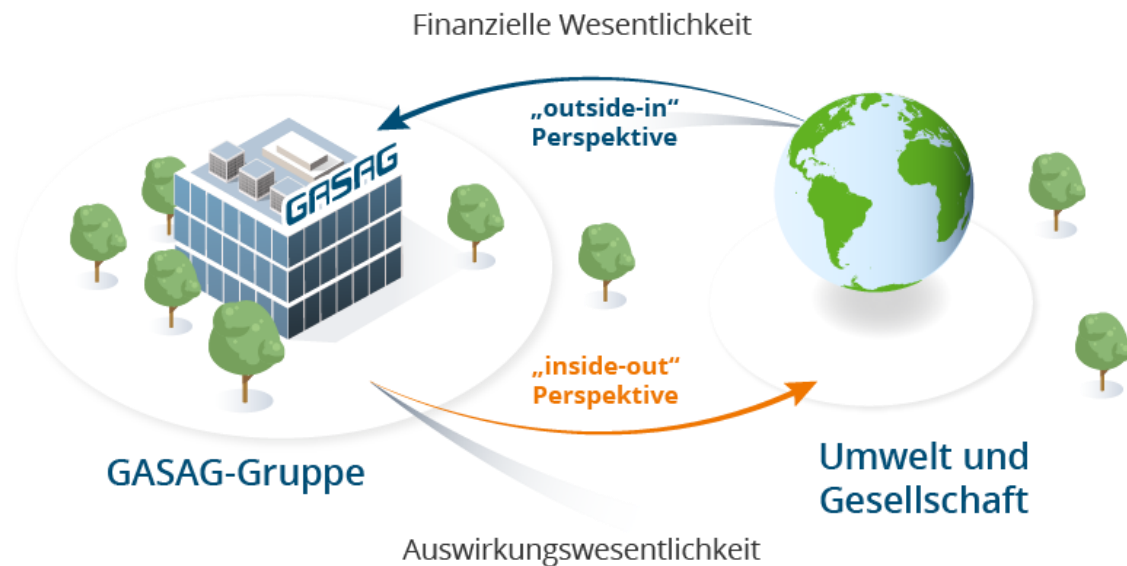 Finanzielle Wesentlichkeit
„outside-in“
Perspektive
GASAG
„inside-out“
Perspektive
GASAG-Gruppe
Umwelt und
Gesellschaft
Auswirkungswesentlichkeit